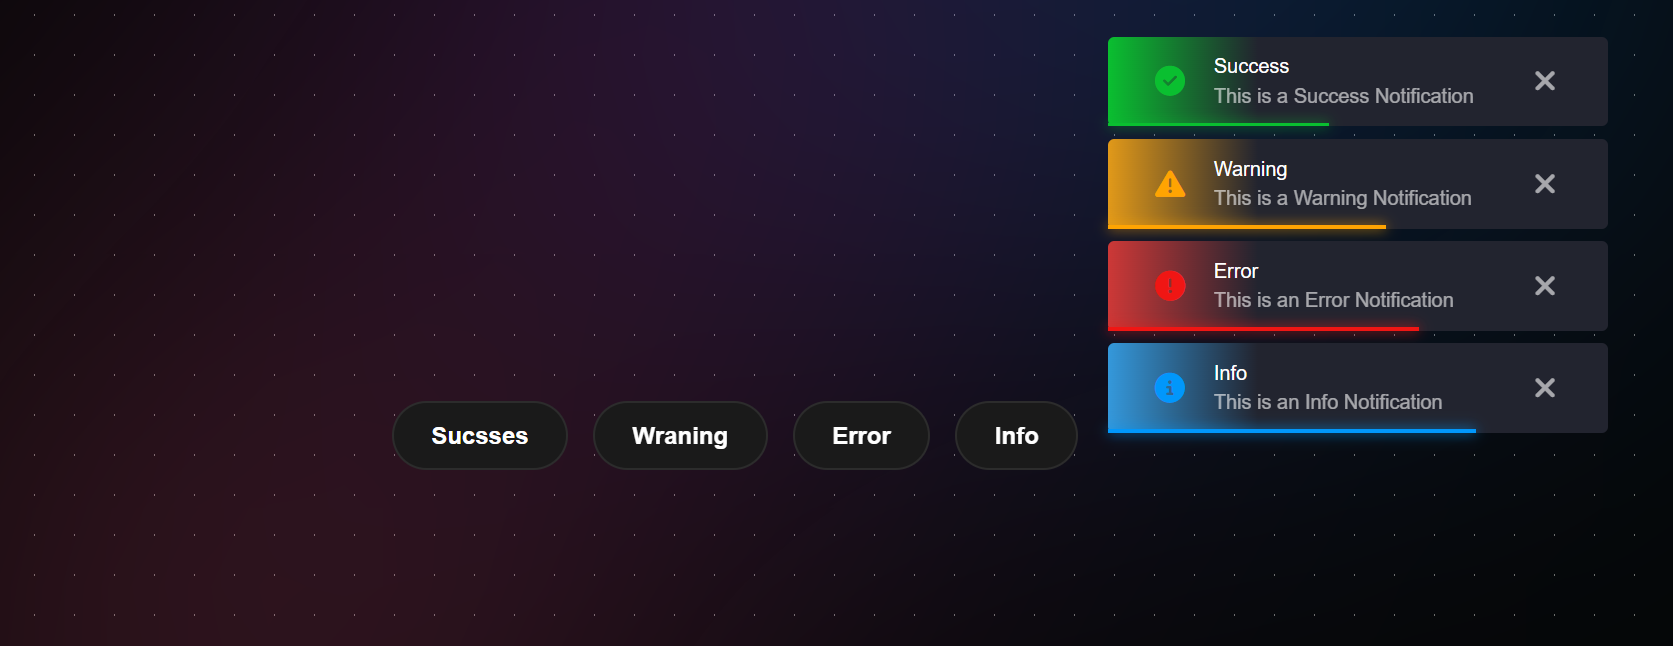 Success
This is a Success Notification
Warning
This is a Warning Notification
Error
This is an Error Notification
Info
This is an Info Notification
Sucsses
Wraning
Error
Info